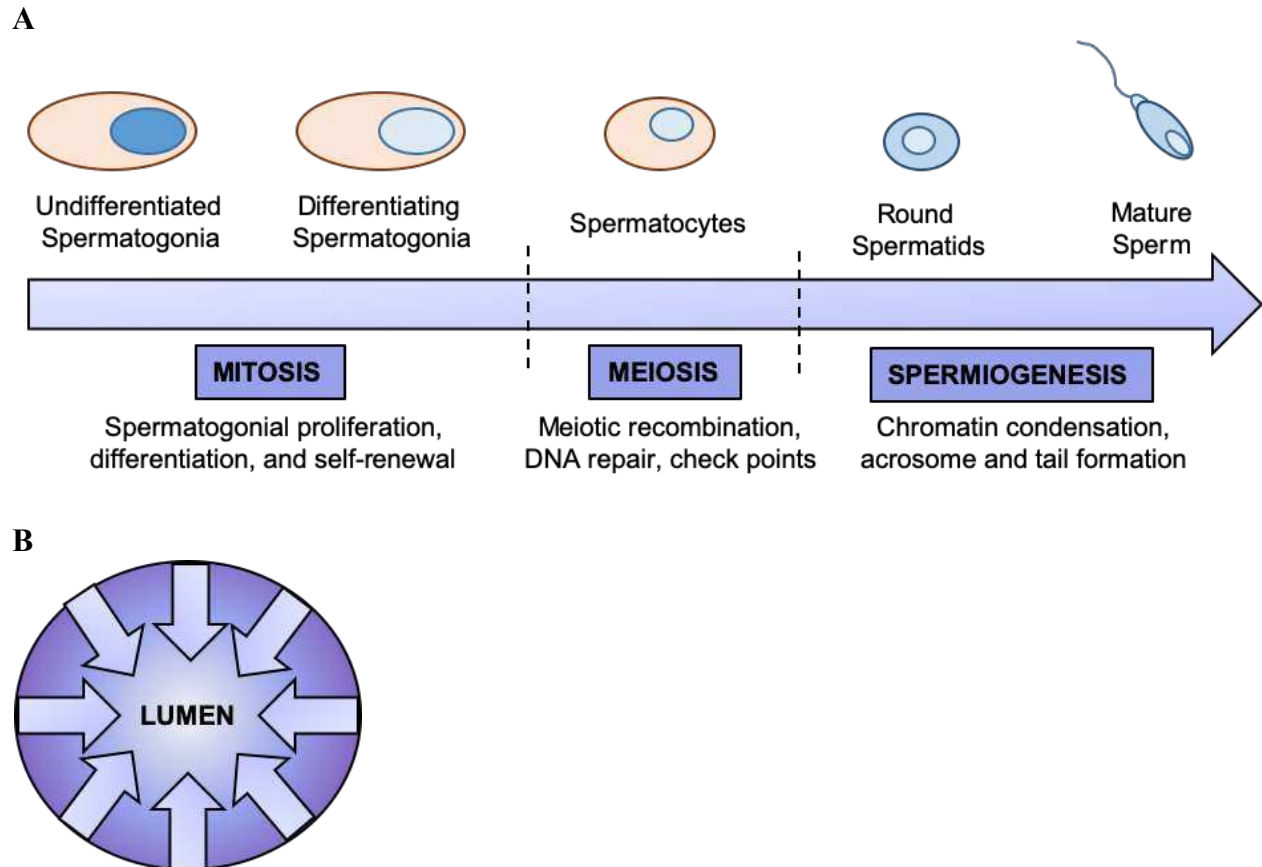 A
Undifferentiated
Spermatogonia
Differentiating
Spermatogonia
Spermatocytes
Round
Spermatids
Mature
Sperm
MITOSIS
MEIOSIS
SPERMIOGENESIS
Spermatogonial proliferation,
differentiation, and self-renewal
Meiotic recombination,
DNA repair, check points
Chromatin condensation,
acrosome and tail formation
B
LUMEN